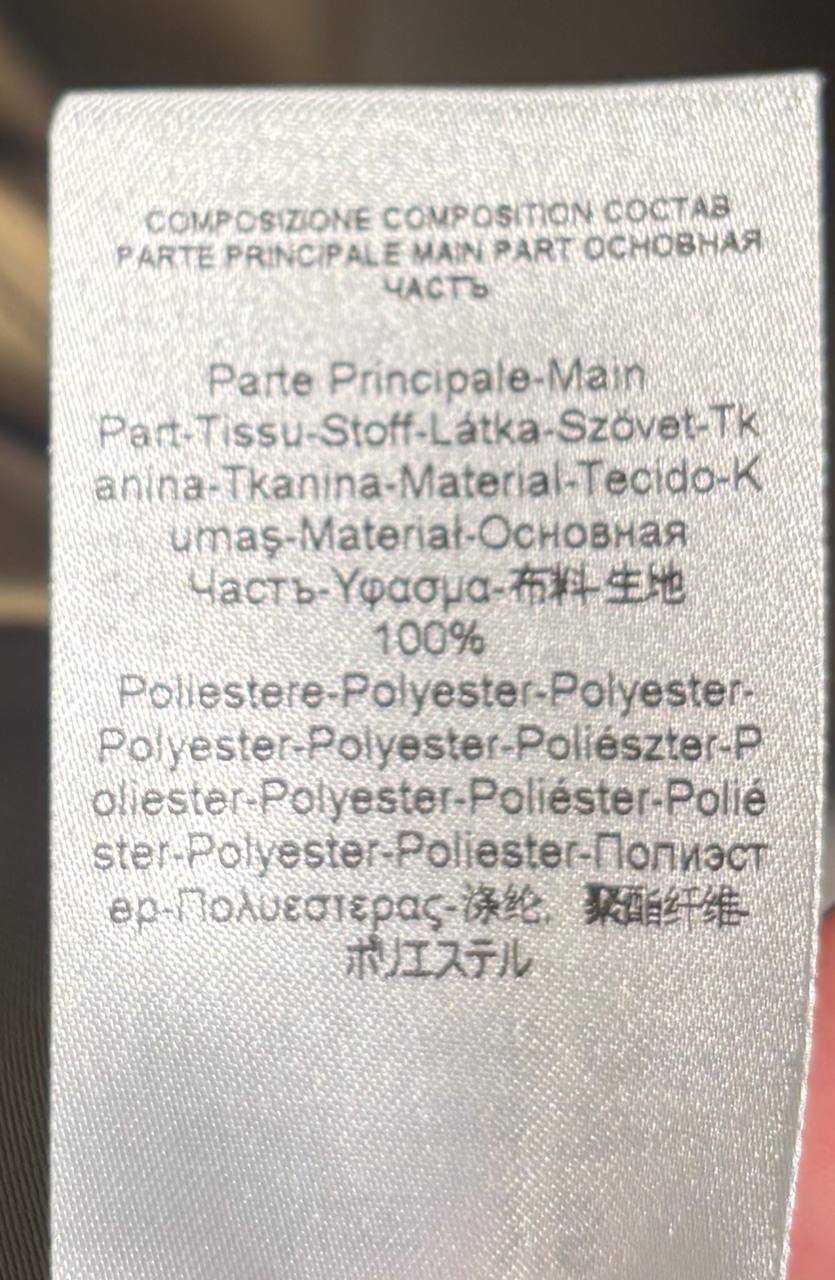 COMPOSIZIONE COMPOSITION СОСТАВ
PARTE PRINCIPALE MAIN PART ОСНОВНАЯ
ЧАСТЬ
Parte Principale-Main
Part-Tissu-Stoff-Látka-Szövet-Tk
anina-Tkanina-Material-Tecido-K
umaş-Materiał-Основная
Часть-Υφασμα-布料-生地
100%
Poliestere-Polyester-Polyester-
Polyester-Polyester-Poliészter-P
oliester-Polyester-Poliéster-Polié
ster-Polyester-Poliester-Полиэст
ер-Πολυεστερας-涤纶，聚酯纤维-
ポリエステル